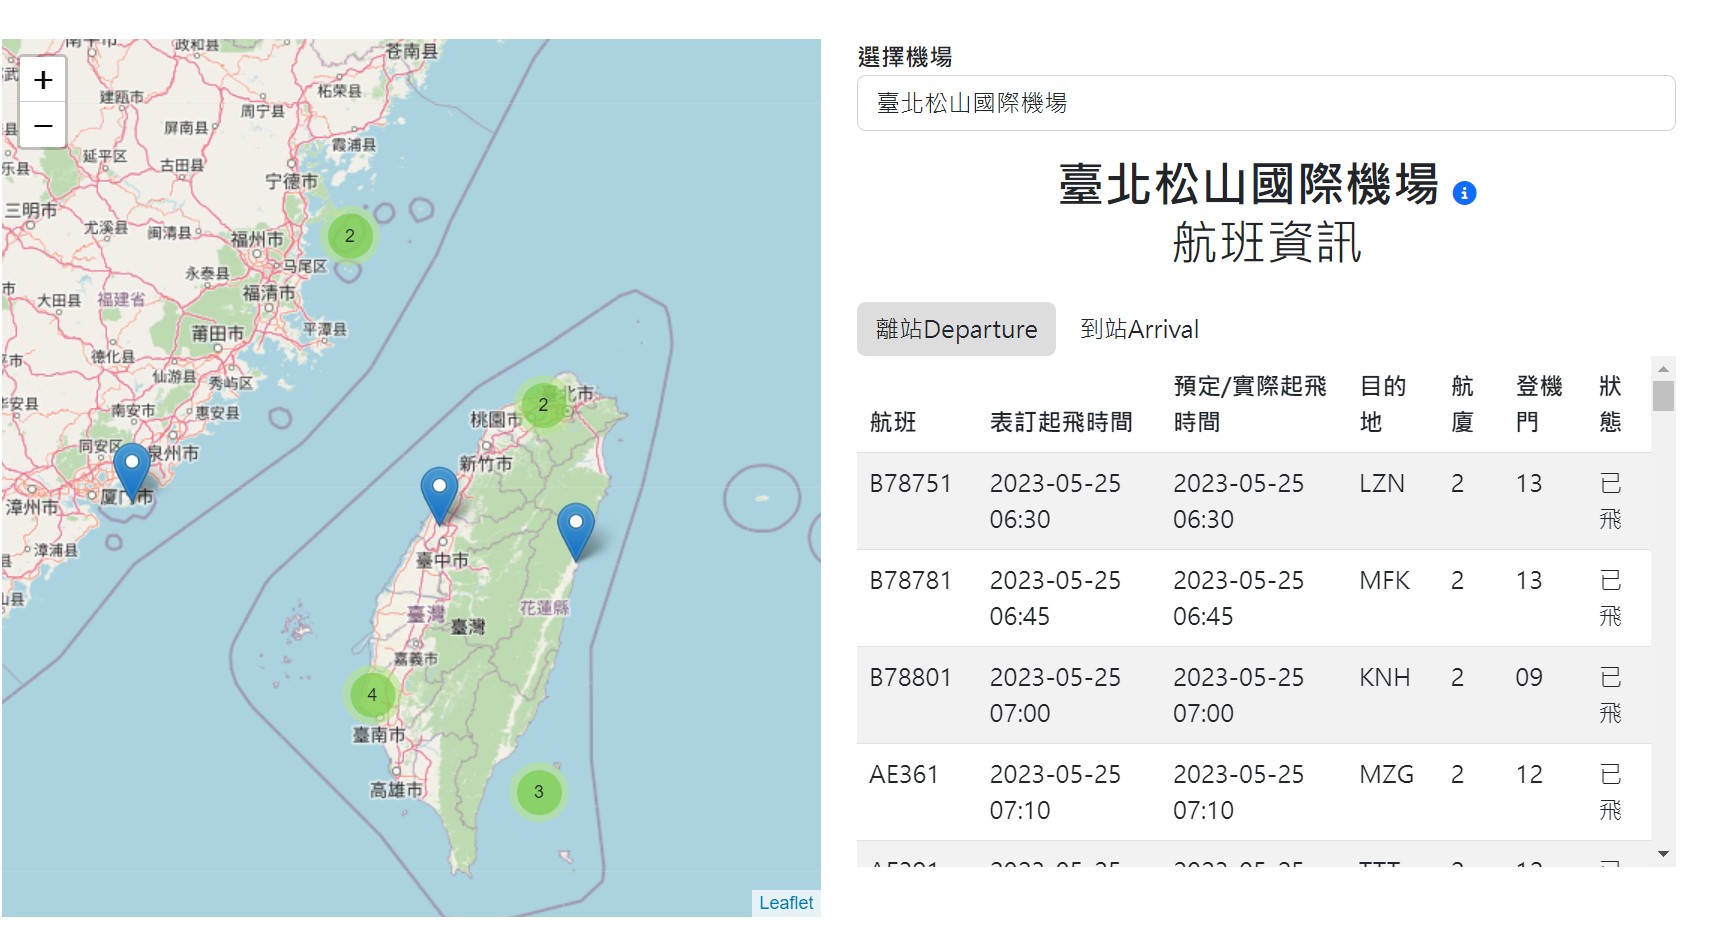 +
−
政和县
苍南县
建瓯市
柘荣县
周宁县
屏南县
霞浦县
延平区
古田县
宁德市
三明市
尤溪县
闽清县
福州市
马尾区
永泰县
福清市
大田县
福建省
莆田市
平潭县
德化县
仙游县
秀屿区
南安市
惠安县
同安区
泉州市
厦门市
漳州市
漳浦县
2
2
北市
桃園市
新竹市
臺中市
臺灣
臺灣
花蓮縣
嘉義市
4
臺南市
高雄市
3
Leaflet
選擇機場
臺北松山國際機場
臺北松山國際機場
航班資訊
離站Departure 到站Arrival
航班 表訂起飛時間 預定/實際起飛時間 目的地 航廈 登機門 狀態
B78751 2023-05-25 06:30 2023-05-25 06:30 LZN 2 13 已飛
B78781 2023-05-25 06:45 2023-05-25 06:45 MFK 2 13 已飛
B78801 2023-05-25 07:00 2023-05-25 07:00 KNH 2 09 已飛
AE361 2023-05-25 07:10 2023-05-25 07:10 MZG 2 12 已飛